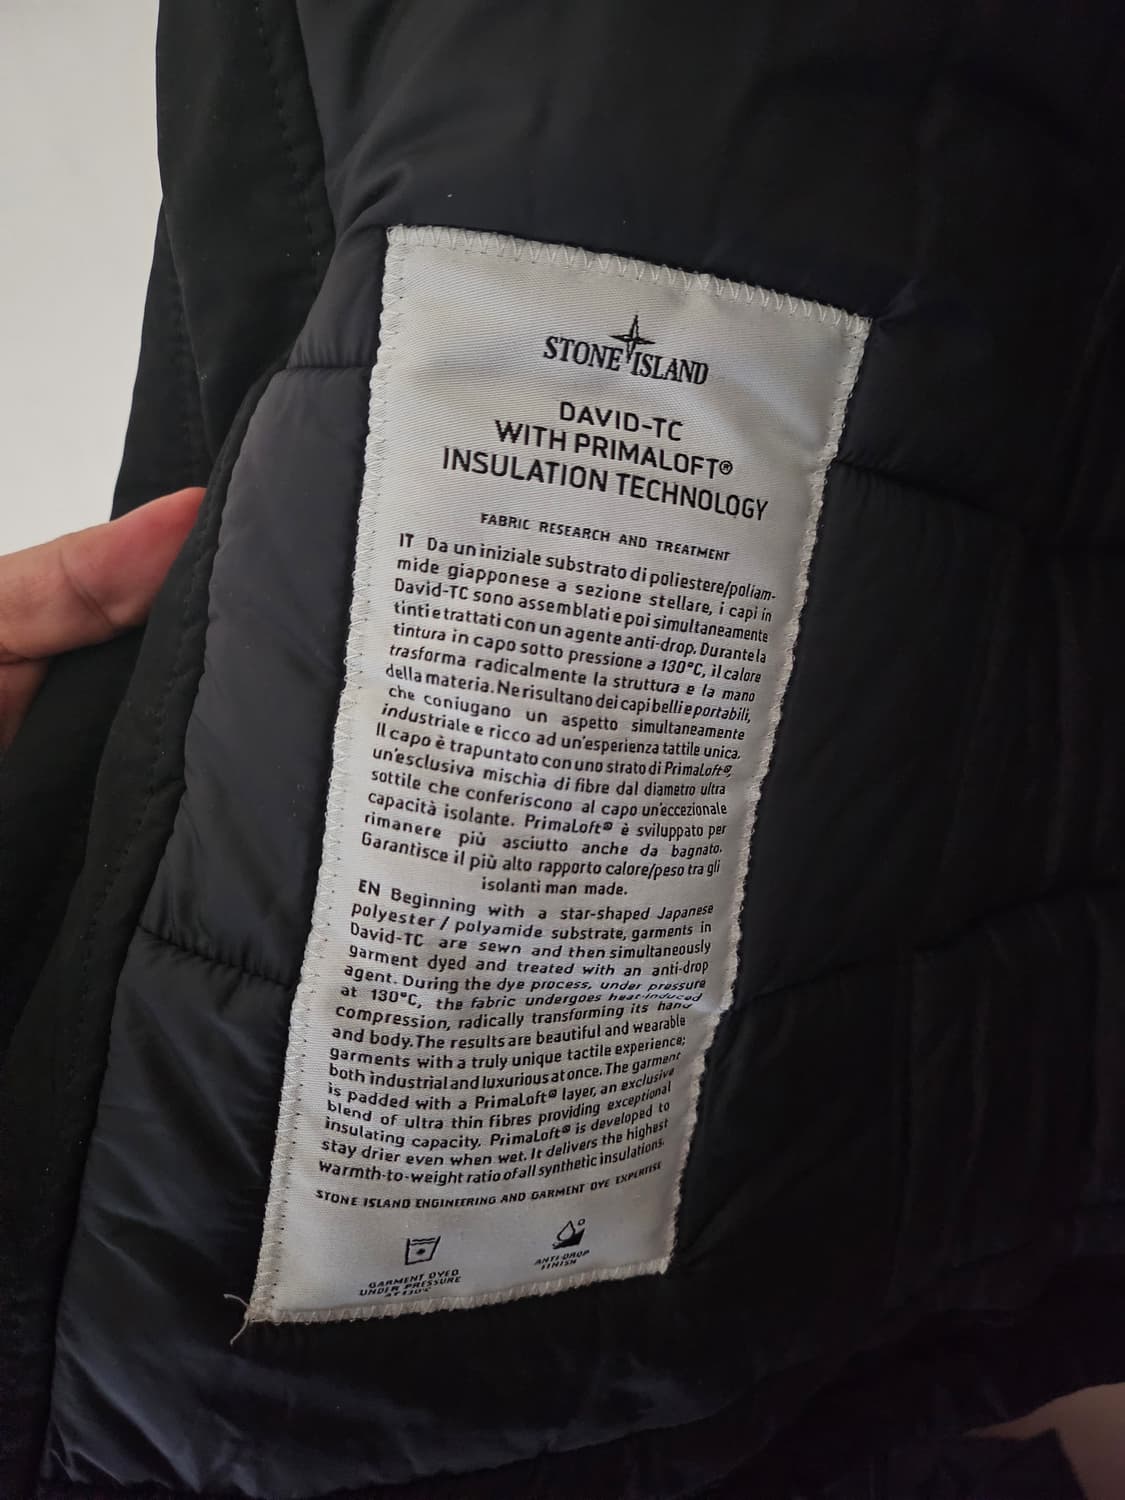 STONE ISLAND
DAVID-TC
WITH PRIMALOFT®
INSULATION TECHNOLOGY
FABRIC RESEARCH AND TREATMENT
IT Da un iniziale substrato di poliestere/poliam-
mide giapponese a sezione stellare, i capi in
David-TC sono assemblati e poi simultaneamente
tinti e trattati con un agente anti-drop. Durante la
tintura in capo sotto pressione a 130°C, il calore
trasforma radicalmente la struttura e la mano
della materia. Ne risultano dei capi belli e portabili,
che coniugano un aspetto simultaneamente
industriale e ricco ad un'esperienza tattile unica.
Il capo è trapuntato con uno strato di PrimaLoft®,
un'esclusiva mischia di fibre dal diametro ultra
sottile che conferiscono al capo un'eccezionale
capacità isolante. PrimaLoft® è sviluppato per
rimanere più asciutto anche da bagnato.
Garantisce il più alto rapporto calore/peso tra gli
isolanti man made.
EN Beginning with a star-shaped Japanese
polyester / polyamide substrate, garments in
David-TC are sewn and then simultaneously
garment dyed and treated with an anti-drop
agent. During the dye process, under pressure
at 130°C, the fabric undergoes heat-induced
compression, radically transforming its hand
and body. The results are beautiful and wearable
garments with a truly unique tactile experience;
both industrial and luxurious at once. The garment
is padded with a PrimaLoft® layer, an exclusive
blend of ultra thin fibres providing exceptional
insulating capacity. PrimaLoft® is developed to
stay drier even when wet. It delivers the highest
warmth-to-weight ratio of all synthetic insulations.
STONE ISLAND ENGINEERING AND GARMENT DYE EXPERTISE
GARMENT DYED
UNDER PRESSURE
AT 130°C
ANTI-DROP
FINISH